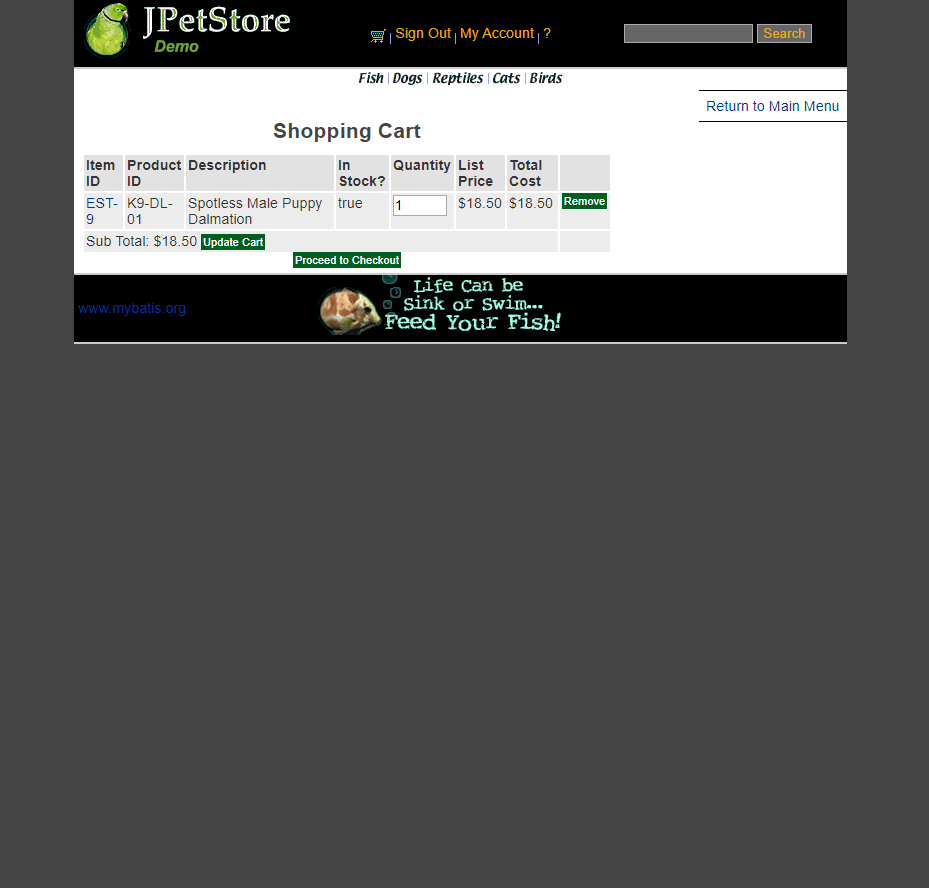 JPetStore
Demo
Sign Out | My Account | ?
Search
Fish | Dogs | Reptiles | Cats | Birds
Return to Main Menu
Shopping Cart
Item ID Product ID Description In Stock? Quantity List Price Total Cost
EST-9 K9-DL-01 Spotless Male Puppy Dalmation true 1 $18.50 $18.50 Remove
Sub Total: $18.50 Update Cart
Proceed to Checkout
www.mybatis.org
Life Can be
Sink or Swim...
Feed Your Fish!